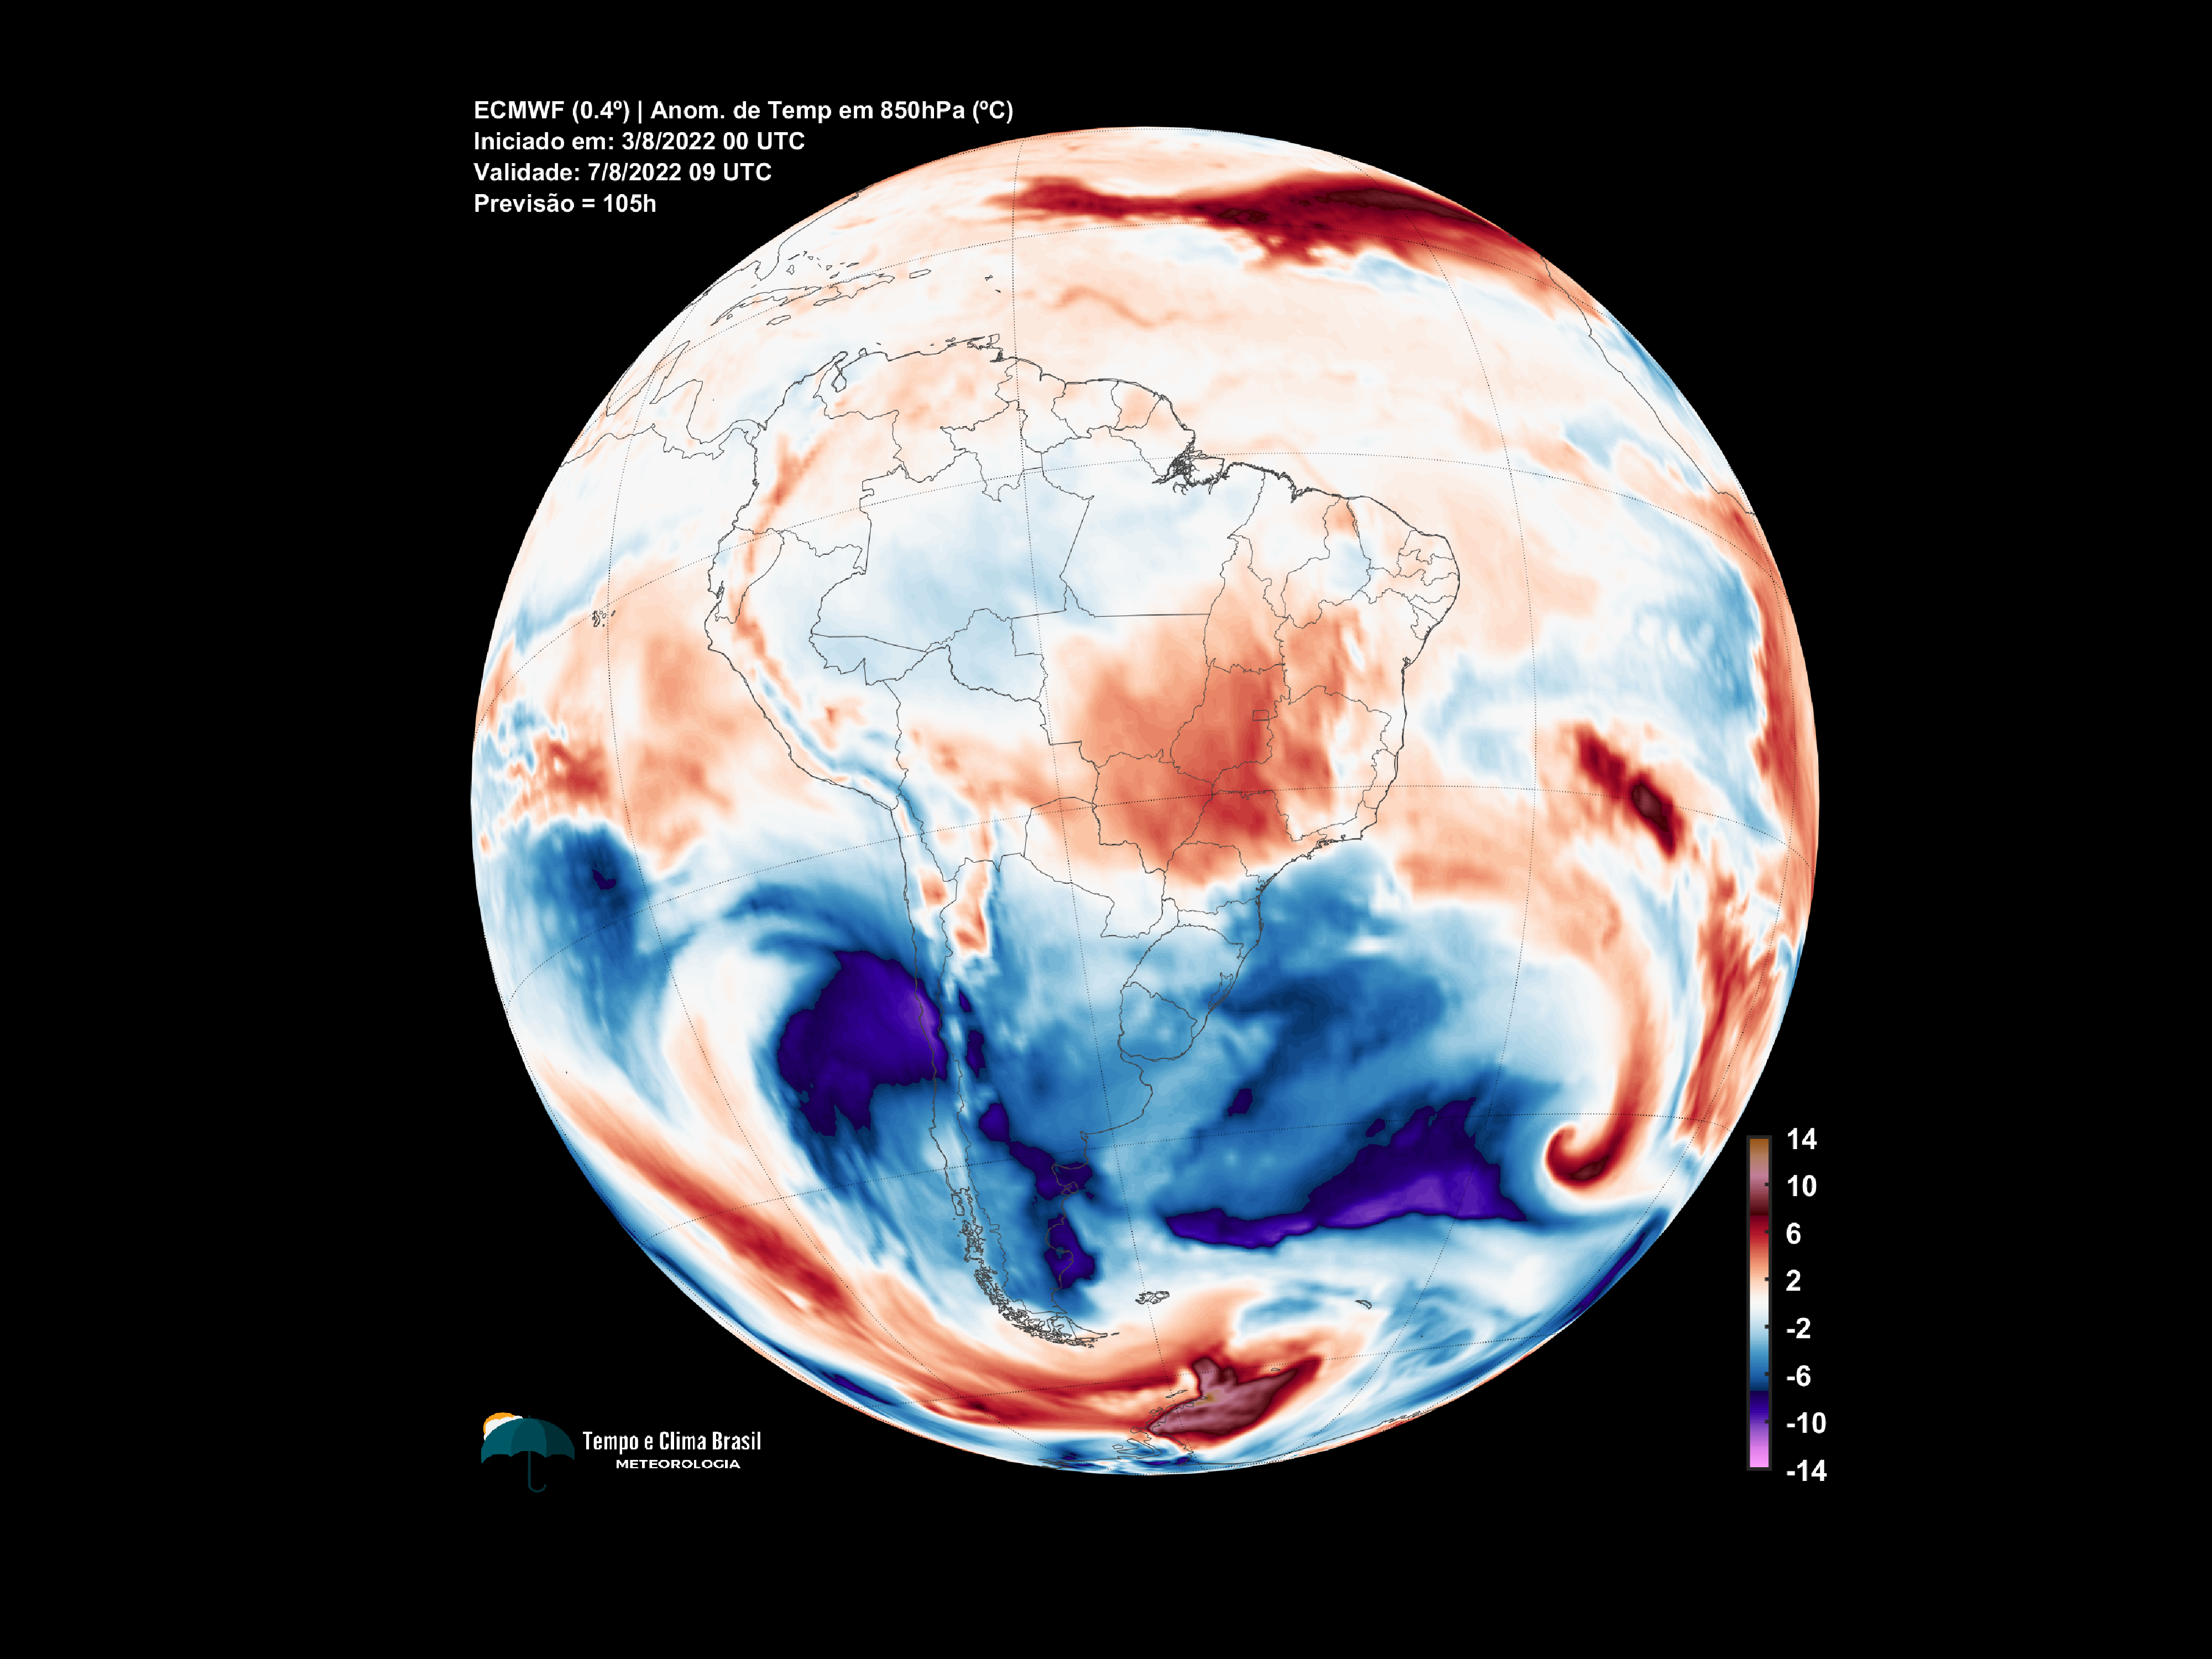 ECMWF (0.4º) | Anom. de Temp em 850hPa (ºC)
Iniciado em: 3/8/2022 00 UTC
Validade: 7/8/2022 09 UTC
Previsão = 105h
14
10
6
2
-2
-6
-10
-14
Tempo e Clima Brasil
METEOROLOGIA